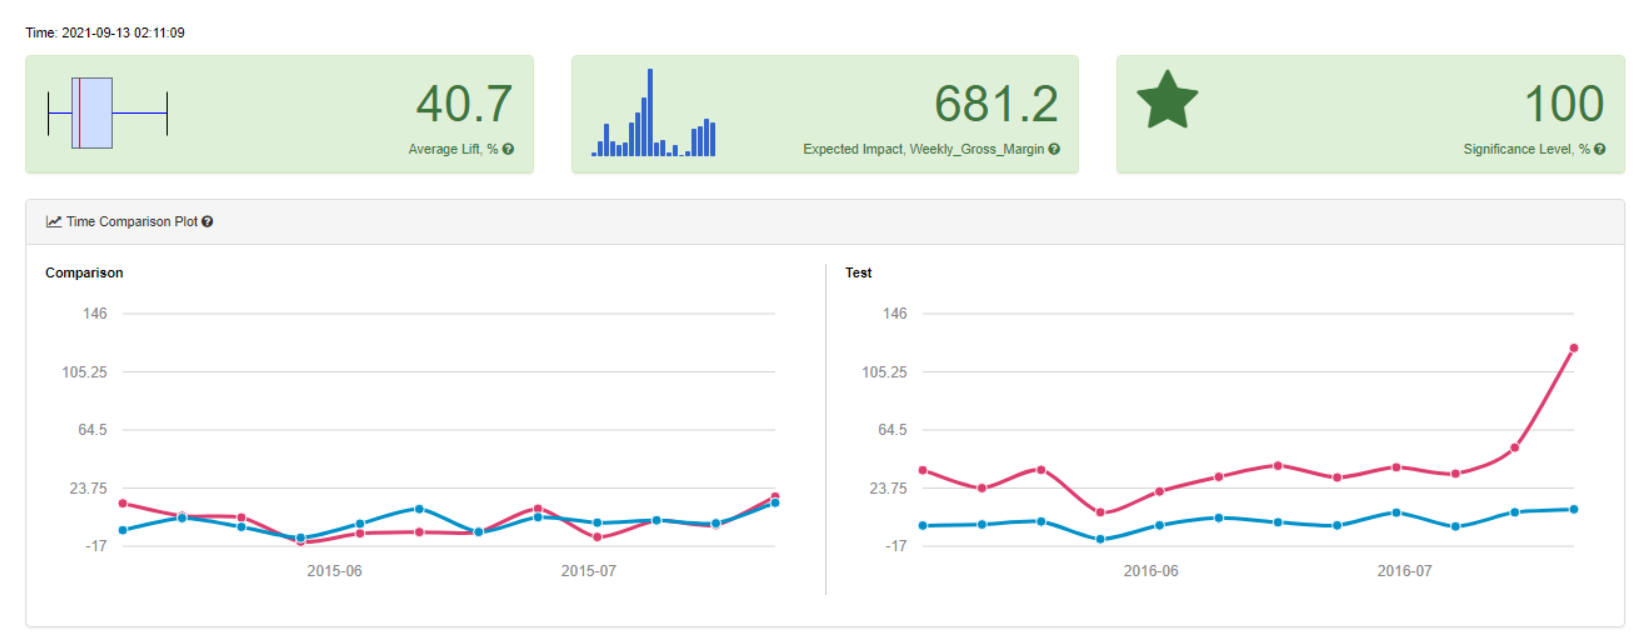 Time: 2021-09-13 02:11:09
40.7
Average Lift, %
681.2
Expected Impact, Weekly_Gross_Margin
100
Significance Level, %
Time Comparison Plot
Comparison
146
105.25
64.5
23.75
-17
2015-06 2015-07
Test
146
105.25
64.5
23.75
-17
2016-06 2016-07